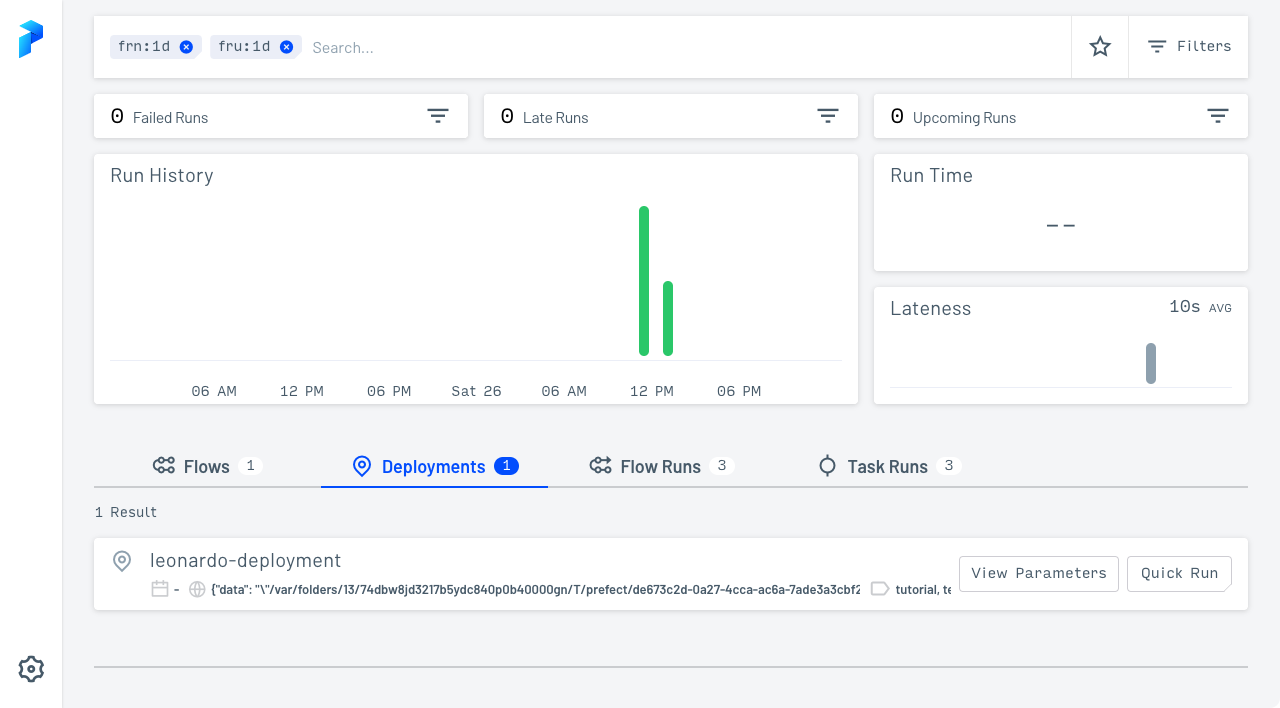 frn:1d fru:1d Search... Filters
0 Failed Runs 0 Late Runs 0 Upcoming Runs
Run History
06 AM 12 PM 06 PM Sat 26 06 AM 12 PM 06 PM
Run Time
--
Lateness 10s AVG
Flows 1 Deployments 1 Flow Runs 3 Task Runs 3
1 Result
leonardo-deployment
- {"data": "\"/var/folders/13/74dbw8jd3217b5ydc840p0b40000gn/T/prefect/de673c2d-0a27-4cca-ac6a-7ade3a3cbf2 tutorial, te
View Parameters Quick Run